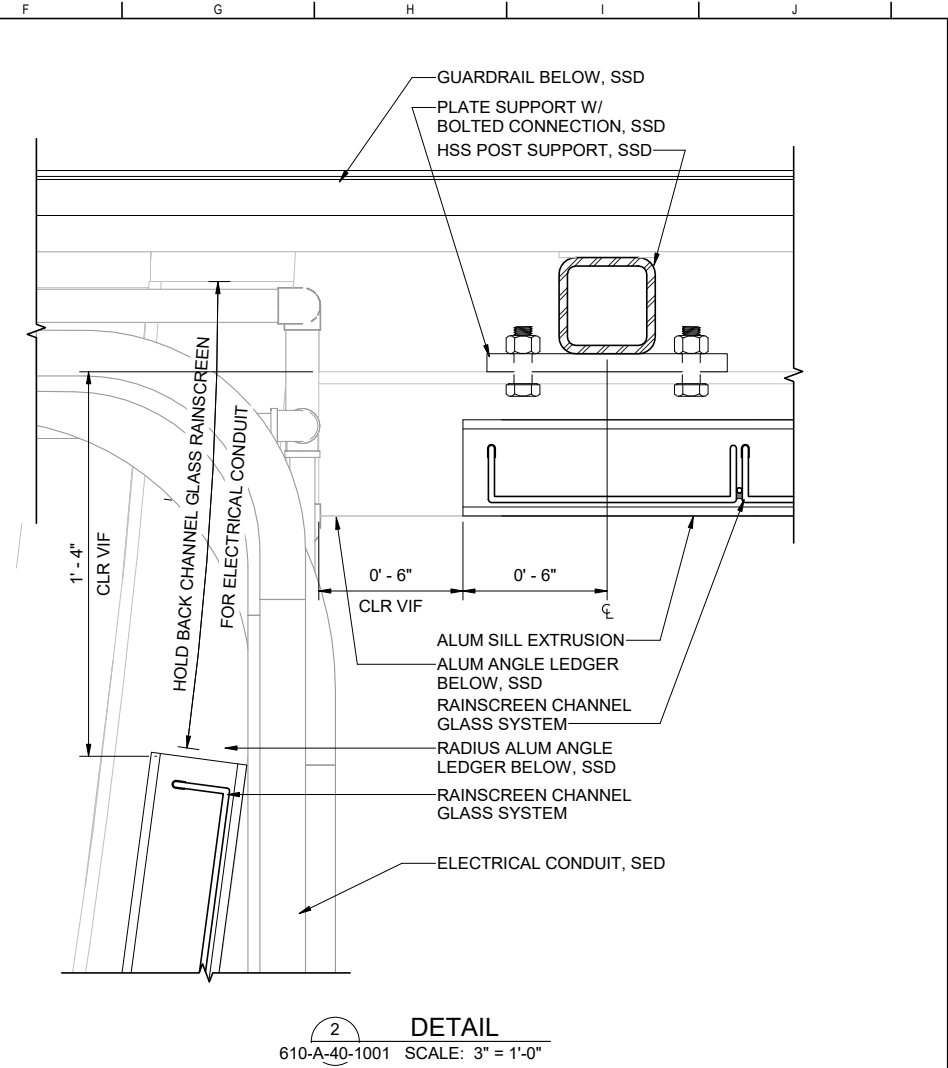 F G H I J
GUARDRAIL BELOW, SSD
PLATE SUPPORT W/
BOLTED CONNECTION, SSD
HSS POST SUPPORT, SSD
HOLD BACK CHANNEL GLASS RAINSCREEN
FOR ELECTRICAL CONDUIT
1' - 4"
CLR VIF
0' - 6"
CLR VIF
0' - 6"
℄
ALUM SILL EXTRUSION
ALUM ANGLE LEDGER
BELOW, SSD
RAINSCREEN CHANNEL
GLASS SYSTEM
RADIUS ALUM ANGLE
LEDGER BELOW, SSD
RAINSCREEN CHANNEL
GLASS SYSTEM
ELECTRICAL CONDUIT, SED
2 DETAIL
610-A-40-1001 SCALE: 3" = 1'-0"